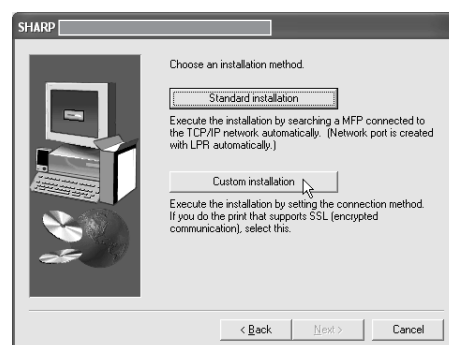 SHARP
Choose an installation method.
Standard installation
Execute the installation by searching a MFP connected to
the TCP/IP network automatically. (Network port is created
with LPR automatically.)
Custom installation
Execute the installation by setting the connection method.
If you do the print that supports SSL (encrypted
communication), select this.
< Back
Next >
Cancel